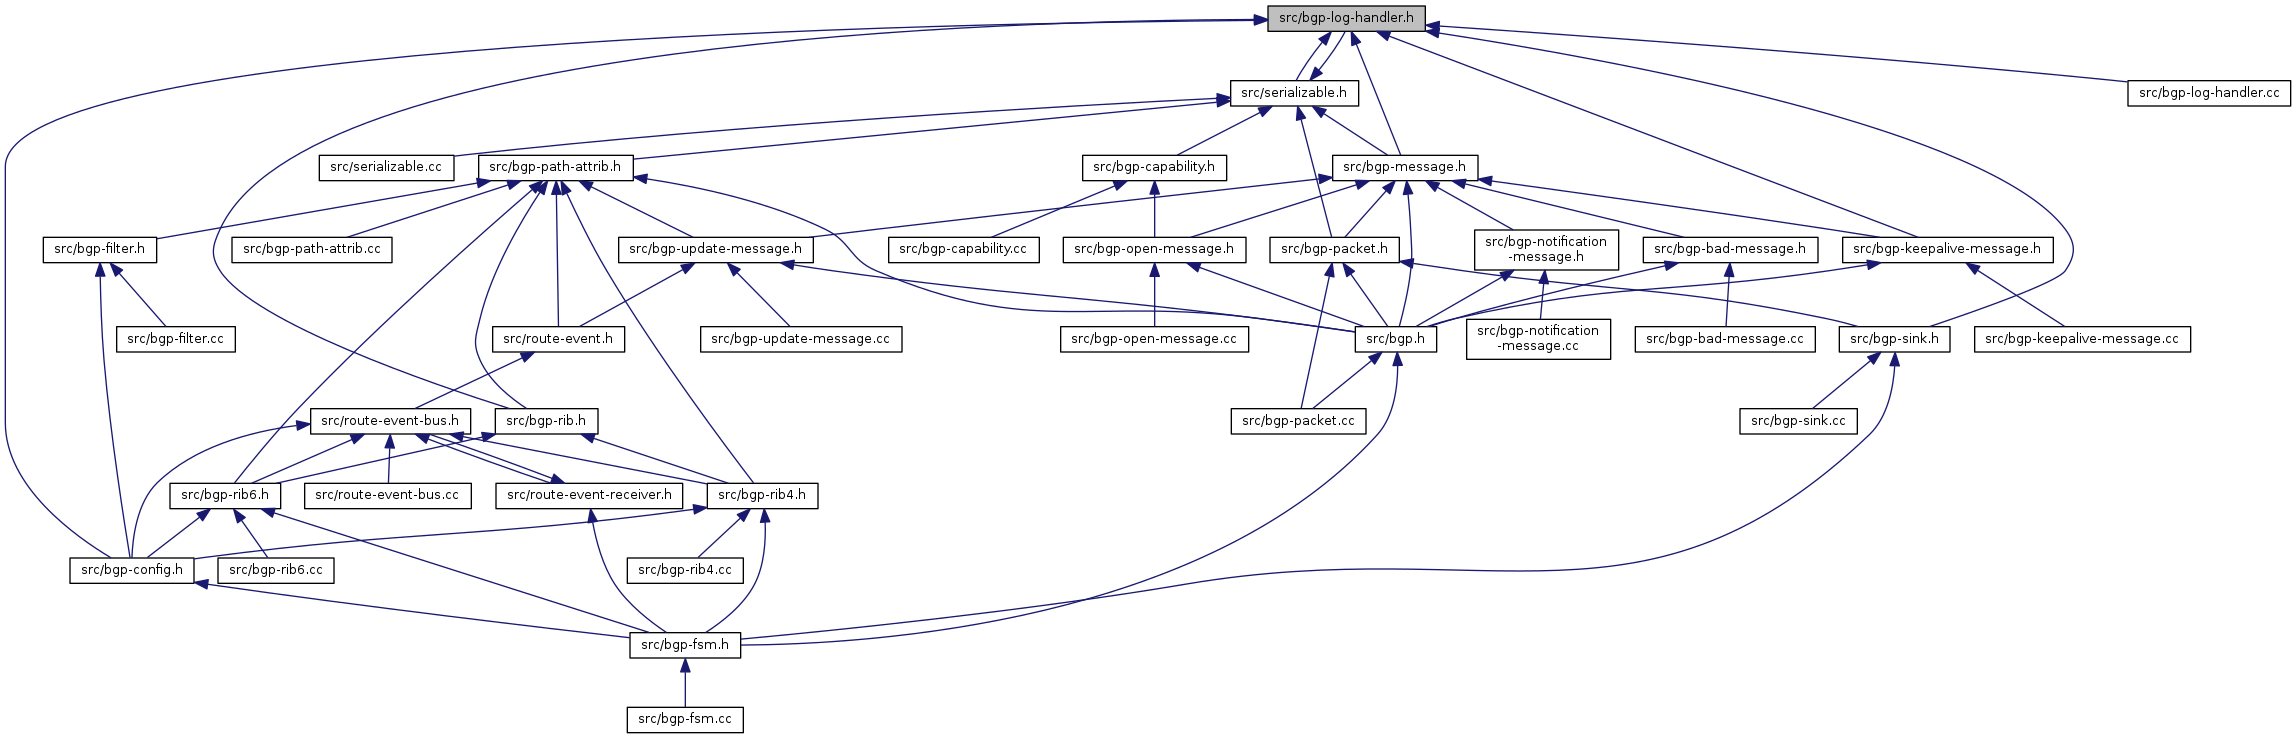 src/bgp-log-handler.h
src/serializable.h
src/bgp-log-handler.cc
src/serializable.cc
src/bgp-path-attrib.h
src/bgp-capability.h
src/bgp-message.h
src/bgp-filter.h
src/bgp-path-attrib.cc
src/bgp-update-message.h
src/bgp-capability.cc
src/bgp-open-message.h
src/bgp-packet.h
src/bgp-notification
-message.h
src/bgp-bad-message.h
src/bgp-keepalive-message.h
src/bgp-filter.cc
src/route-event.h
src/bgp-update-message.cc
src/bgp-open-message.cc
src/bgp.h
src/bgp-notification
-message.cc
src/bgp-bad-message.cc
src/bgp-sink.h
src/bgp-keepalive-message.cc
src/route-event-bus.h
src/bgp-rib.h
src/bgp-packet.cc
src/bgp-sink.cc
src/bgp-rib6.h
src/route-event-bus.cc
src/route-event-receiver.h
src/bgp-rib4.h
src/bgp-config.h
src/bgp-rib6.cc
src/bgp-rib4.cc
src/bgp-fsm.h
src/bgp-fsm.cc